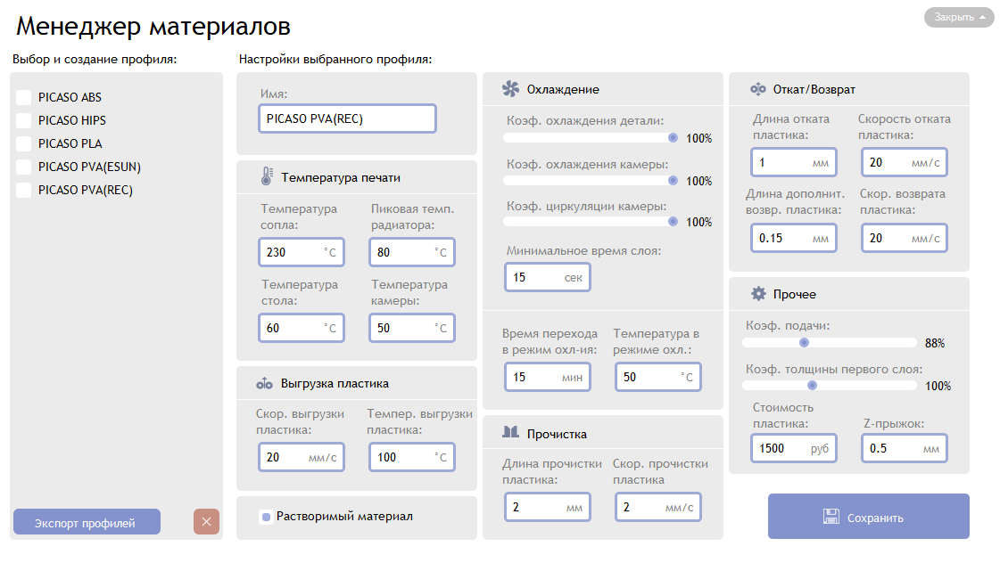 Менеджер материалов
Закрыть
Выбор и создание профиля:
PICASO ABS
PICASO HIPS
PICASO PLA
PICASO PVA(ESUN)
PICASO PVA(REC)
Экспорт профилей
Настройки выбранного профиля:
Имя:
PICASO PVA(REC)
Температура печати
Температура
сопла:
230 °C
Пиковая темп.
радиатора:
80 °C
Температура
стола:
60 °C
Температура
камеры:
50 °C
Выгрузка пластика
Скор. выгрузки
пластика:
20 мм/с
Темпер. выгрузки
пластика:
100 °C
Растворимый материал
Охлаждение
Коэф. охлаждения детали:
100%
Коэф. охлаждения камеры:
100%
Коэф. циркуляции камеры:
100%
Минимальное время слоя:
15 сек
Время перехода
в режим охл-ия:
15 мин
Температура в
режиме охл.:
50 °C
Прочистка
Длина прочистки
пластика:
2 мм
Скор. прочистки
пластика
2 мм/с
Откат/Возврат
Длина отката
пластика:
1 мм
Скорость отката
пластика:
20 мм/с
Длина дополнит.
возвр. пластика:
0.15 мм
Скор. возврата
пластика:
20 мм/с
Прочее
Коэф. подачи:
88%
Коэф. толщины первого слоя:
100%
Стоимость
пластика:
1500 руб
Z-прыжок:
0.5 мм
Сохранить